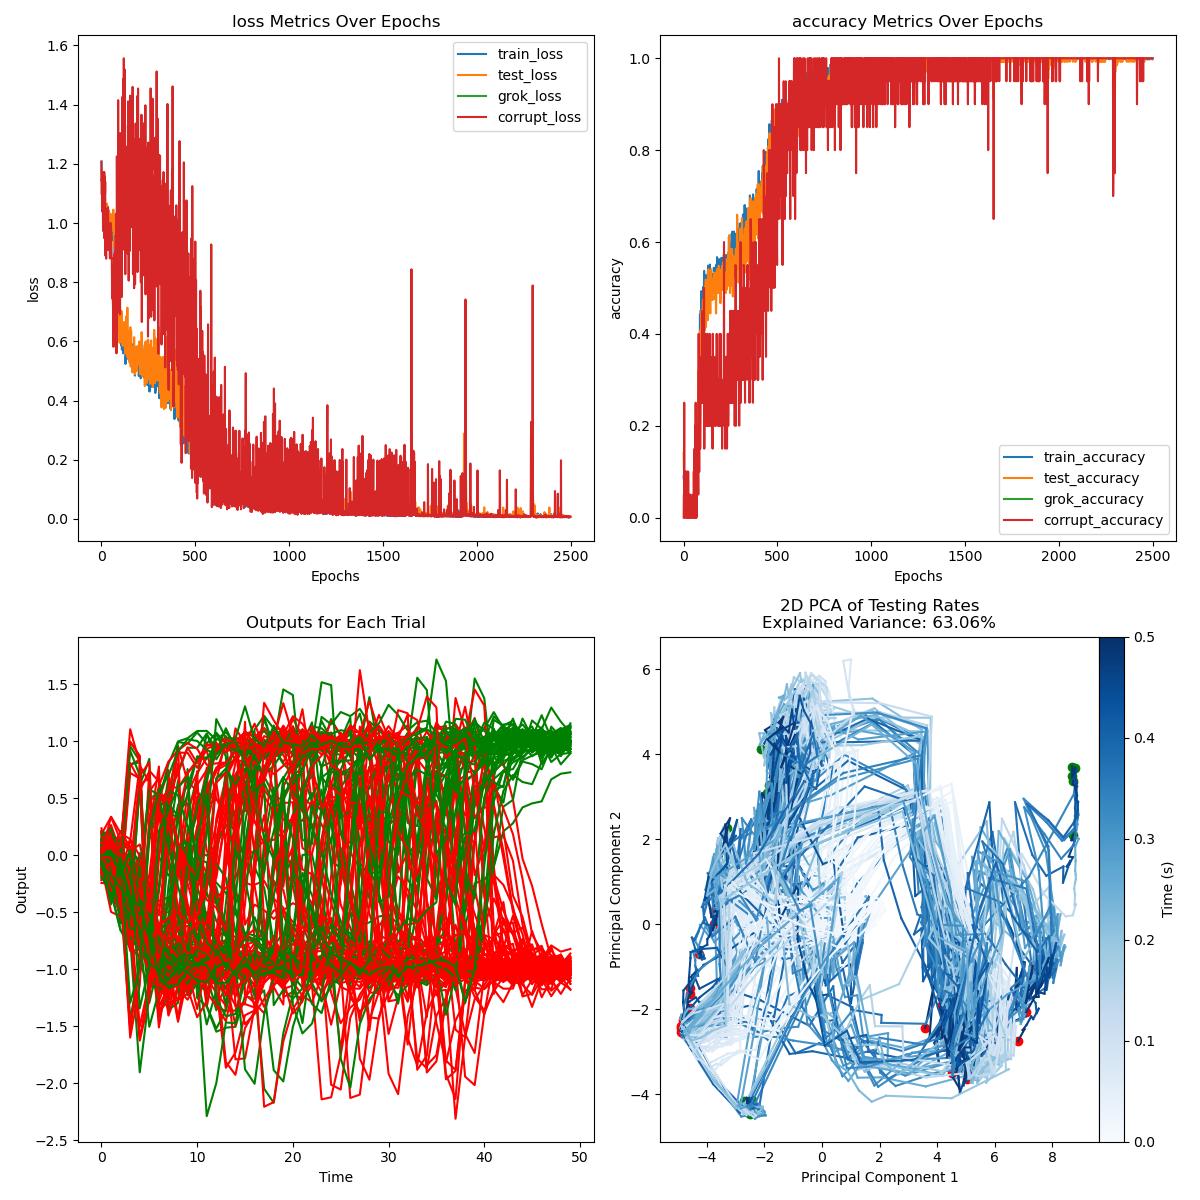 loss Metrics Over Epochs
1.6
1.4
1.2
1.0
0.8
0.6
0.4
0.2
0.0
loss
train_loss
test_loss
grok_loss
corrupt_loss
0
500
1000
1500
2000
2500
Epochs
accuracy Metrics Over Epochs
1.0
0.8
0.6
0.4
0.2
0.0
accuracy
train_accuracy
test_accuracy
grok_accuracy
corrupt_accuracy
0
500
1000
1500
2000
2500
Epochs
Outputs for Each Trial
1.5
1.0
0.5
0.0
−0.5
−1.0
−1.5
−2.0
−2.5
Output
0
10
20
30
40
50
Time
2D PCA of Testing Rates
Explained Variance: 63.06%
6
4
2
0
−2
−4
Principal Component 2
−4
−2
0
2
4
6
8
Principal Component 1
0.5
0.4
0.3
0.2
0.1
0.0
Time (s)